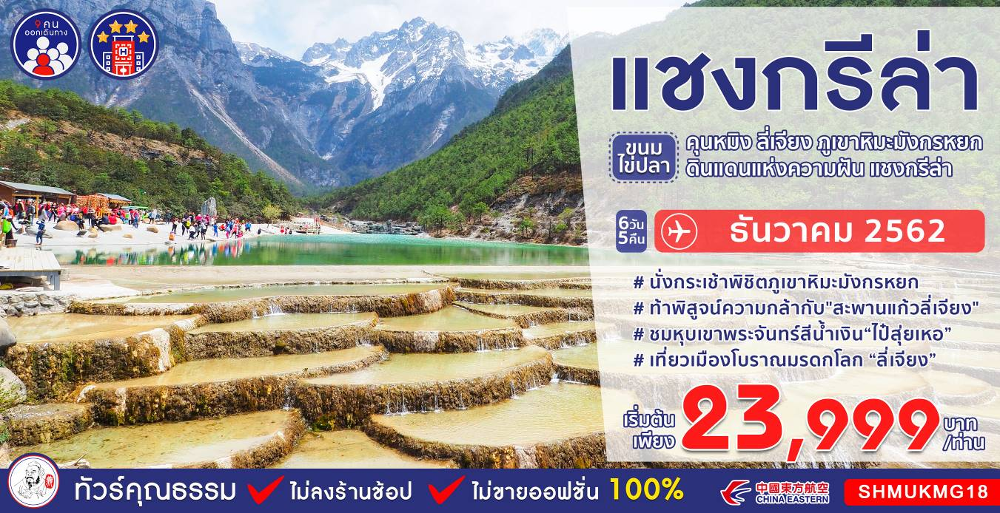 ๑ คน
ออกเดินทาง
H
แชงกรีล่า
ขนม
ไข่ปลา
คุนหมิง ลี่เจียง ภูเขาหิมะมังกรหยก
ดินแดนแห่งความฝัน แชงกรีล่า
6วัน
5คืน
ธันวาคม 2562
# นั่งกระเช้าพิชิตภูเขาหิมะมังกรหยก
# ท้าพิสูจน์ความกล้ากับ"สะพานแก้วลี่เจียง"
# ชมหุบเขาพระจันทร์สีน้ำเงิน“ไป๋สุ่ยเหอ”
# เที่ยวเมืองโบราณมรดกโลก “ลี่เจียง”
เริ่มต้น
เพียง
23,999
บาท
/ท่าน
ทัวร์คุณธรรม ไม่ลงร้านช้อป ไม่ขายออฟชั่น 100%
中國東方航空
CHINA EASTERN
SHMUKMG18